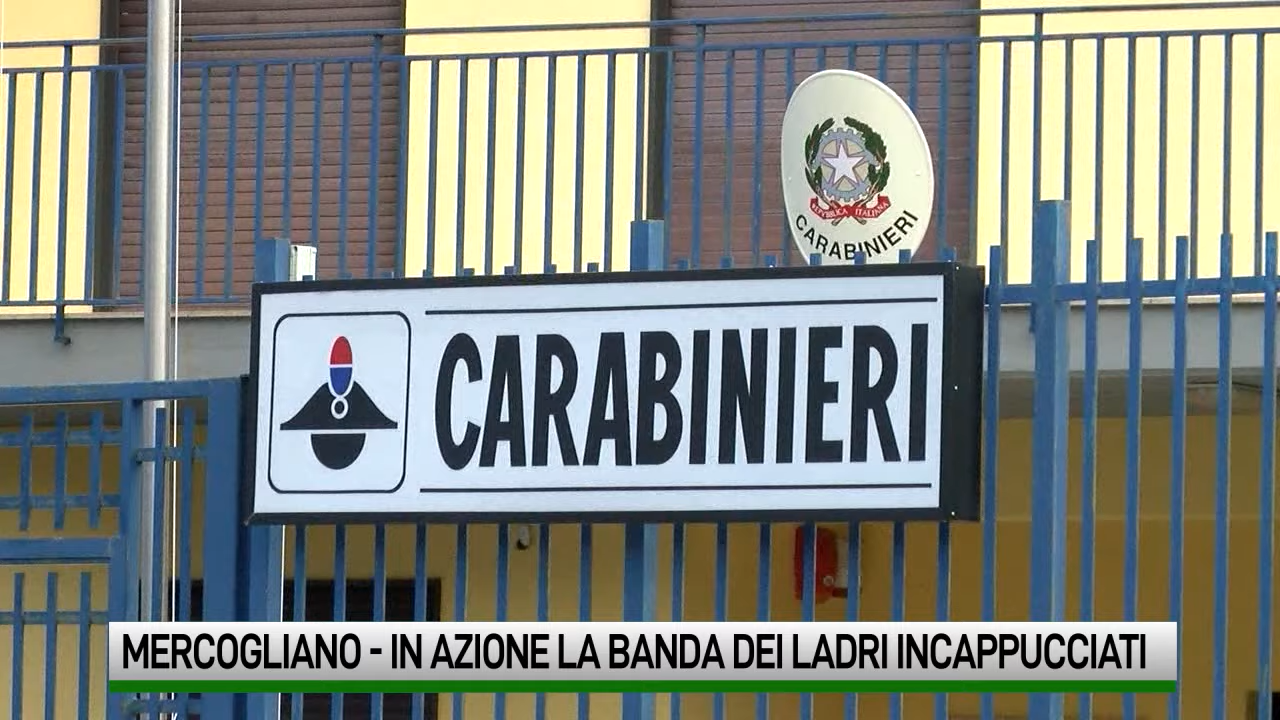 REPUBBLICA ITALIANA
CARABINIERI
CARABINIERI
MERCOGLIANO - IN AZIONE LA BANDA DEI LADRI INCAPPUCCIATI